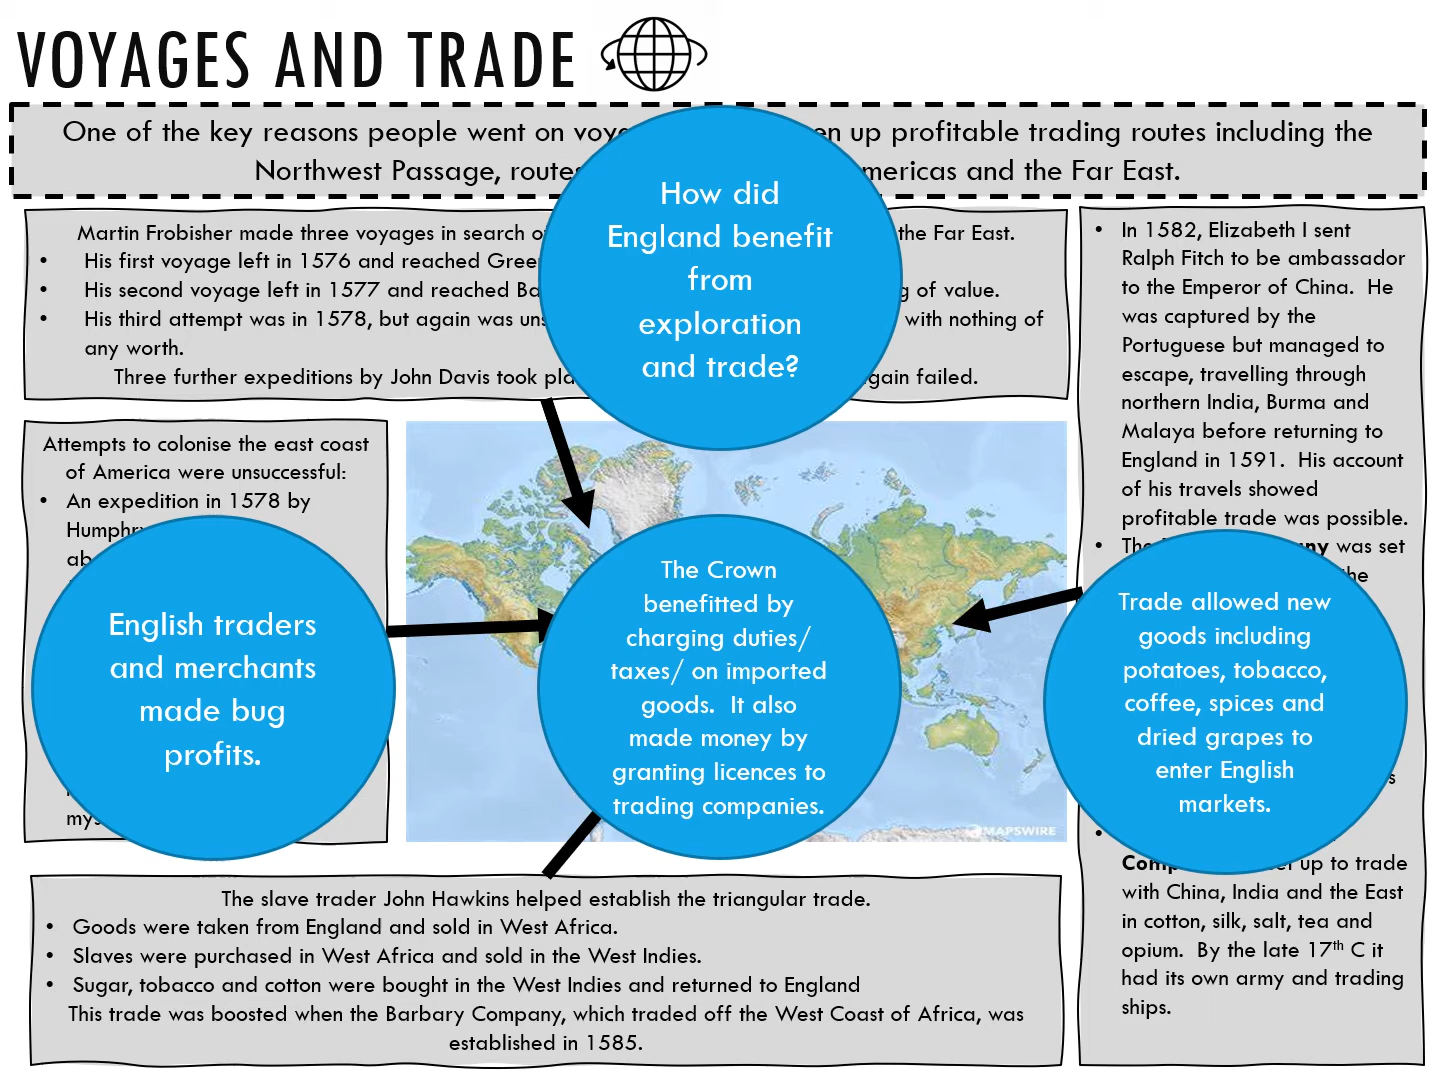 VOYAGES AND TRADE
One of the key reasons people went on en up profitable trading routes including the
Northwest Passage, mericas and the Far East.
Martin Frobisher made three voyages in search the Far East.
• His first voyage left in 1576 and reached
• His second voyage left in 1577 and reached of value.
• His third attempt was in 1578, but again was with nothing of
any worth.
Three further expeditions by John Davis took gain failed.
How did
England benefit
from
exploration
and trade?
Attempts to colonise the east coast
of America were unsuccessful:
• An expedition in 1578 by
Humphr
ab
mys
English traders
and merchants
made bug
profits.
The Crown
benefitted by
charging duties/
taxes/ on imported
goods. It also
made money by
granting licences to
trading companies.
MAPSWIRE
• In 1582, Elizabeth I sent
Ralph Fitch to be ambassador
to the Emperor of China. He
was captured by the
Portuguese but managed to
escape, travelling through
northern India, Burma and
Malaya before returning to
England in 1591. His account
of his travels showed
profitable trade was possible.
• The ny was set
he
Trade allowed new
goods including
potatoes, tobacco,
coffee, spices and
dried grapes to
enter English
markets.
s
•
Comp up to trade
with China, India and the East
in cotton, silk, salt, tea and
opium. By the late 17th C it
had its own army and trading
ships.
The slave trader John Hawkins helped establish the triangular trade.
• Goods were taken from England and sold in West Africa.
• Slaves were purchased in West Africa and sold in the West Indies.
• Sugar, tobacco and cotton were bought in the West Indies and returned to England
This trade was boosted when the Barbary Company, which traded off the West Coast of Africa, was
established in 1585.